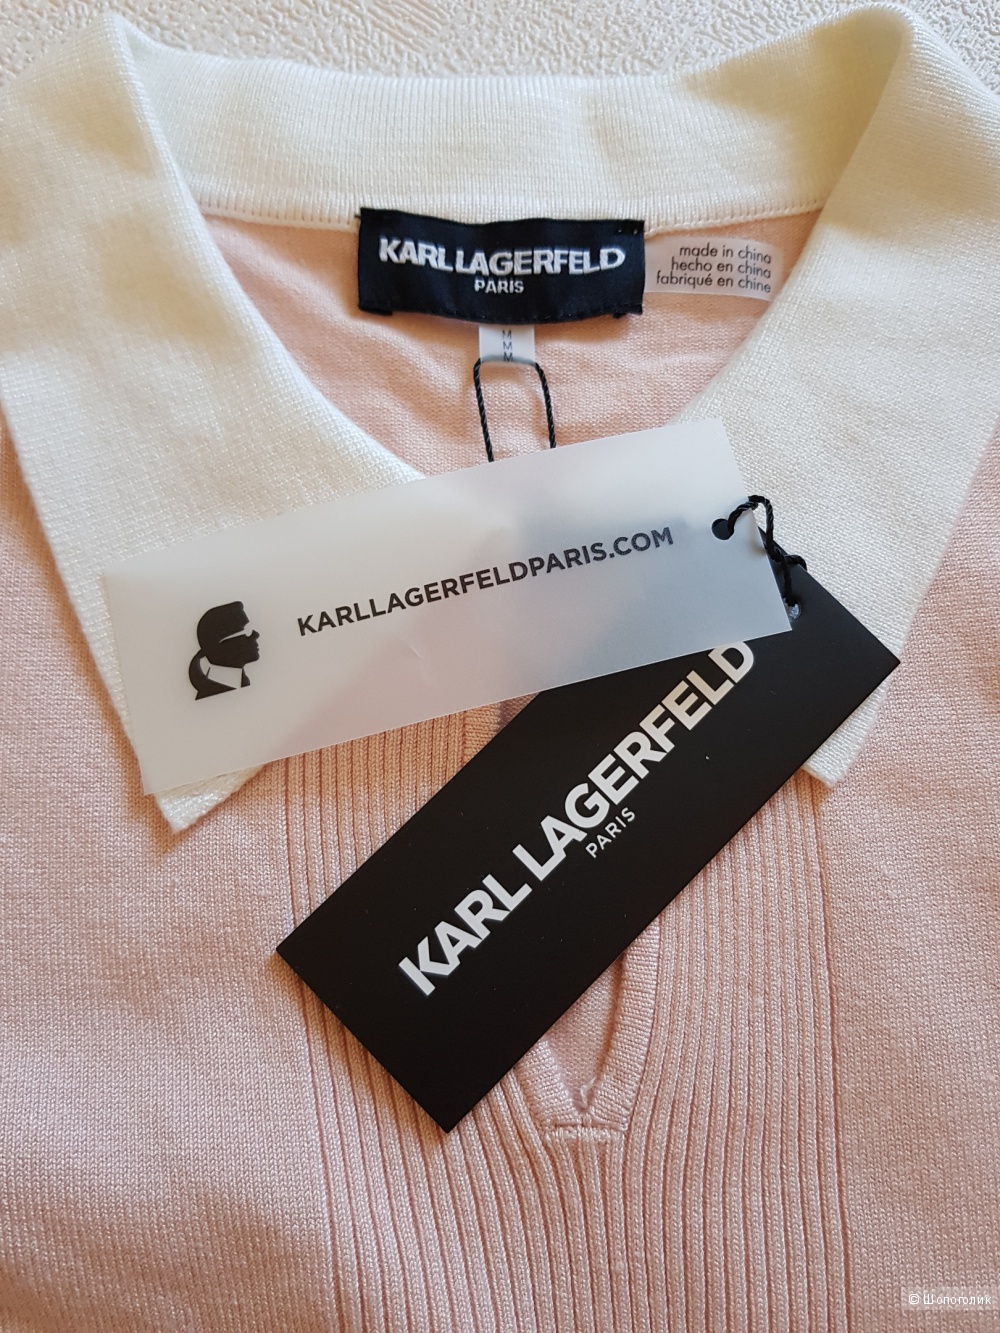 KARL LAGERFELD
PARIS
made in china
hecho en china
fabriqué en chine
M
M
M
KARLLAGERFELDPARIS.COM
KARL LAGERFELD
PARIS
© Шопоголик